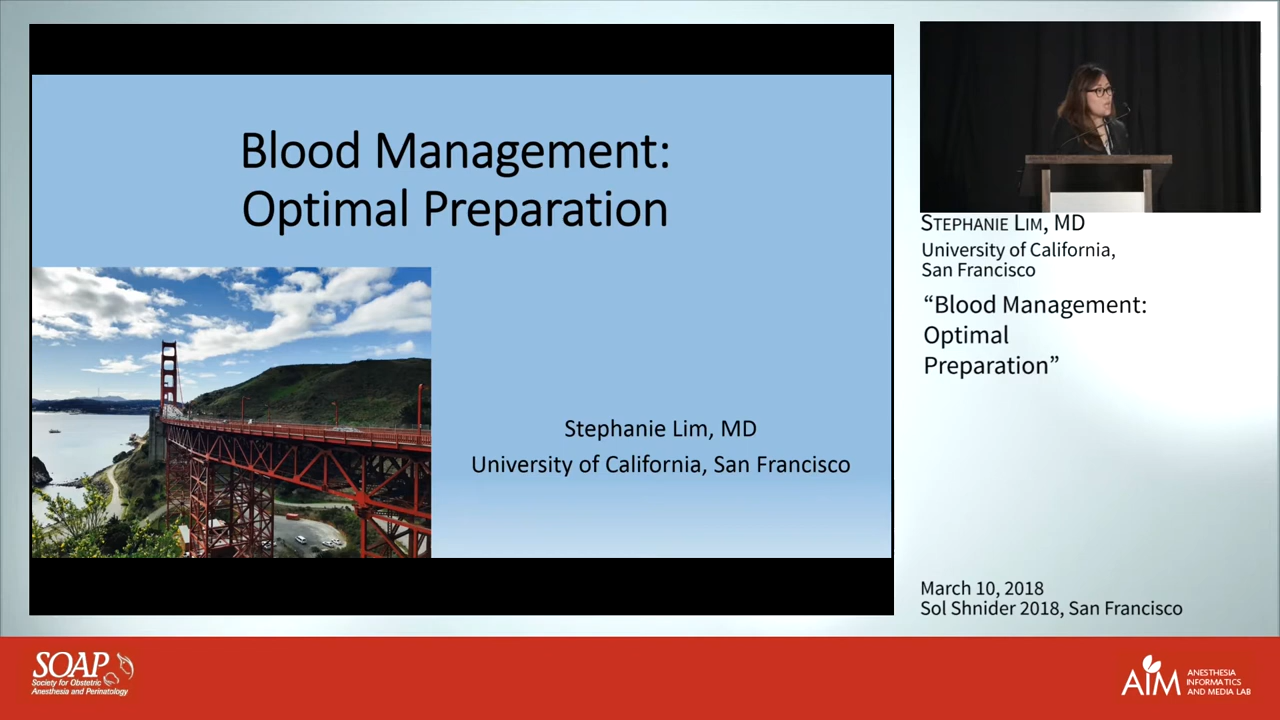 Blood Management:
Optimal Preparation
Stephanie Lim, MD
University of California, San Francisco
STEPHANIE LIM, MD
University of California,
San Francisco
“Blood Management:
Optimal
Preparation”
March 10, 2018
Sol Shnider 2018, San Francisco
SOAP
Society for Obstetric
Anesthesia and Perinatology
AIM
ANESTHESIA
INFORMATICS
AND MEDIA LAB